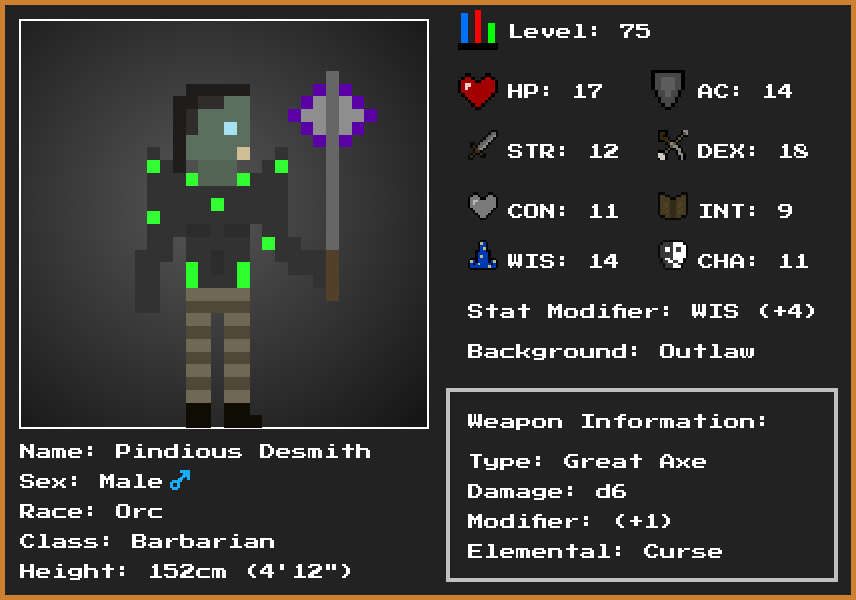 Level: 75
HP: 17
AC: 14
STR: 12
DEX: 18
CON: 11
INT: 9
WIS: 14
CHA: 11
Stat Modifier: WIS (+4)
Background: Outlaw
Weapon Information:
Type: Great Axe
Damage: d6
Modifier: (+1)
Elemental: Curse
Name: Pindious Desmith
Sex: Male ♂
Race: Orc
Class: Barbarian
Height: 152cm (4'12")